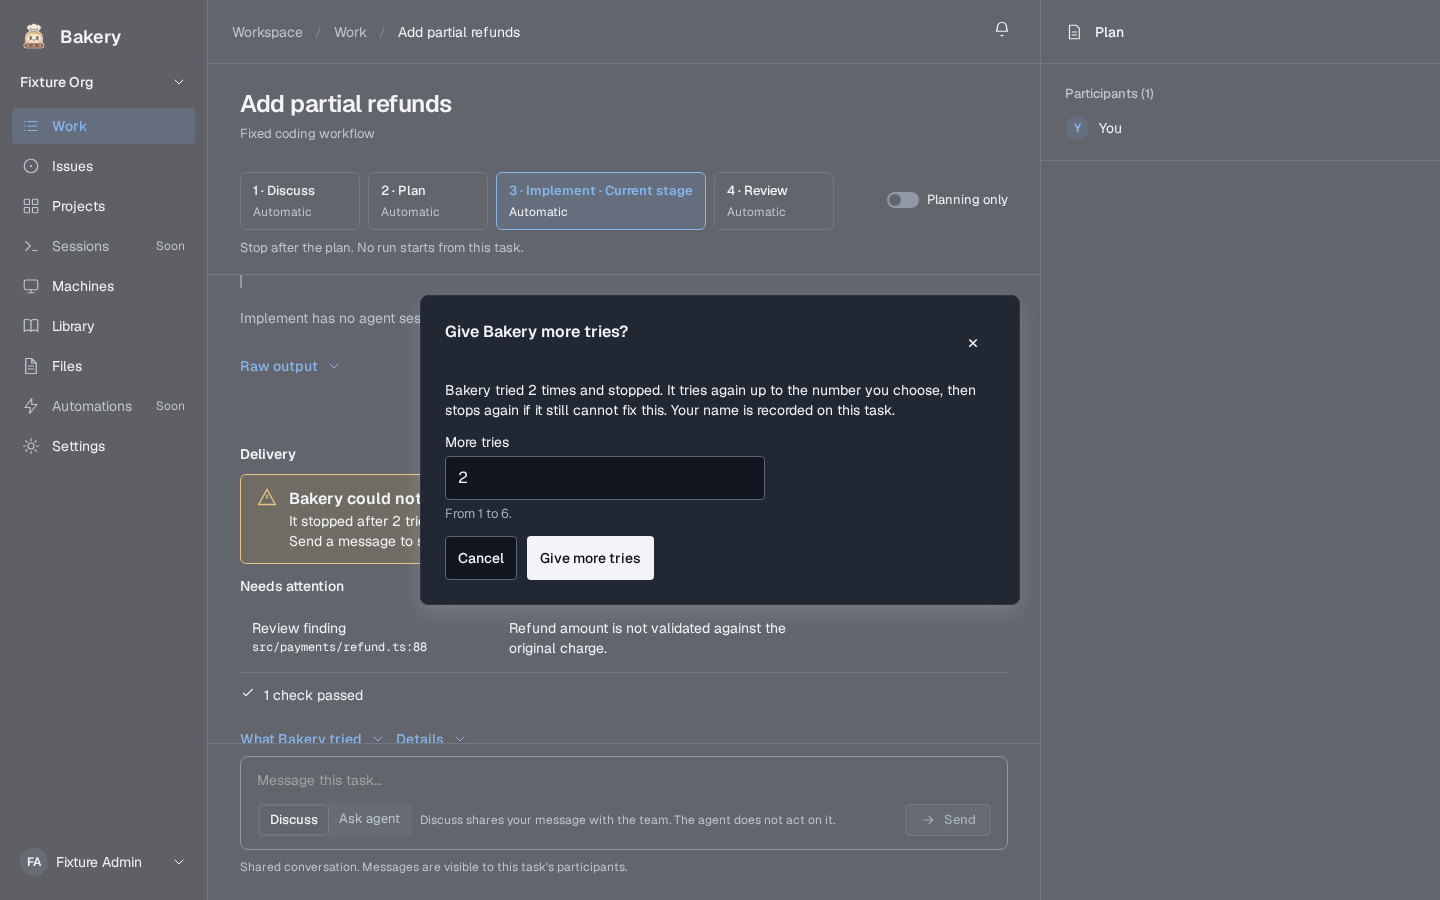 Bakery
Fixture Org
Work
Issues
Projects
Sessions Soon
Machines
Library
Files
Automations Soon
Settings
FA Fixture Admin
Workspace / Work / Add partial refunds
Add partial refunds
Fixed coding workflow
1 · Discuss
Automatic
2 · Plan
Automatic
3 · Implement · Current stage
Automatic
4 · Review
Automatic
Planning only
Stop after the plan. No run starts from this task.
Implement has no agent
Raw output
Delivery
Bakery could not
It stopped after 2
Send a message to
Needs attention
Review finding
src/payments/refund.ts:88
Refund amount is not validated against the
original charge.
1 check passed
What Bakery tried Details
Message this task...
Discuss Ask agent Discuss shares your message with the team. The agent does not act on it.
Send
Shared conversation. Messages are visible to this task's participants.
Give Bakery more tries?
Bakery tried 2 times and stopped. It tries again up to the number you choose, then
stops again if it still cannot fix this. Your name is recorded on this task.
More tries
2
From 1 to 6.
Cancel Give more tries
Plan
Participants (1)
Y You